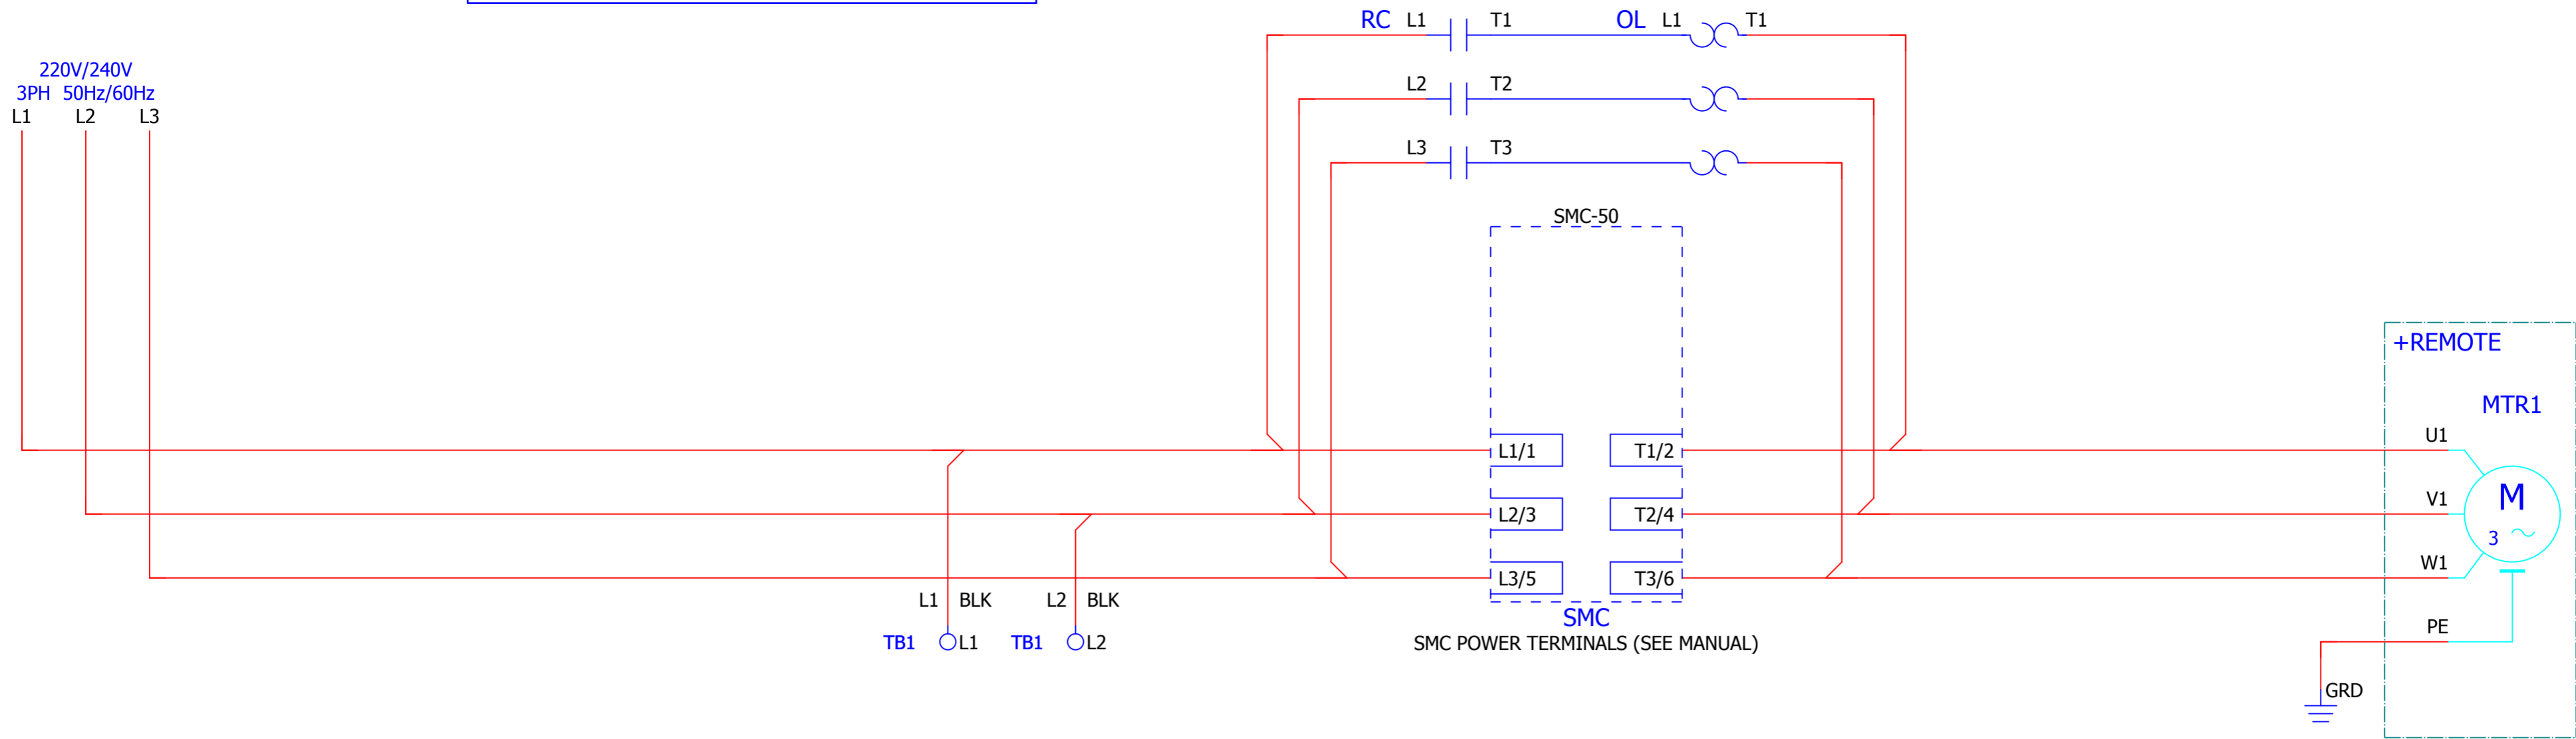 RC L1 T1 OL L1 T1
220V/240V
3PH 50Hz/60Hz
L1 L2 L3
L2 T2
L3 T3
SMC-50
+REMOTE
MTR1
U1
L1/1 T1/2
V1
M
L2/3 T2/4
3 ~
W1
L3/5 T3/6
L1 BLK L2 BLK
SMC
PE
TB1 L1 TB1 L2
SMC POWER TERMINALS (SEE MANUAL)
GRD